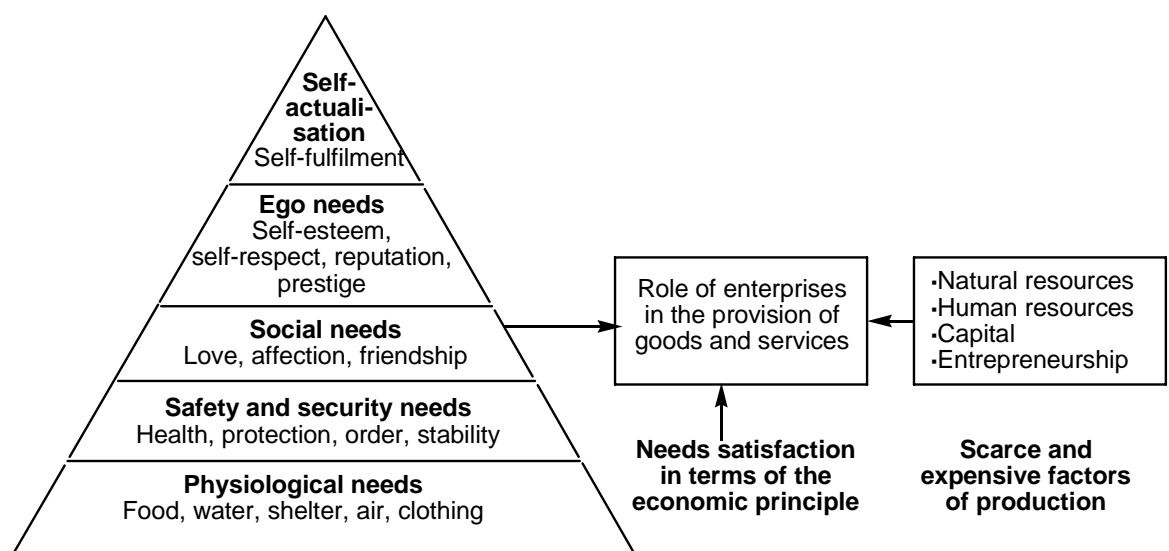 Self-
actuali-
sation
Self-fulfilment
Ego needs
Self-esteem,
self-respect, reputation,
prestige
Social needs
Love, affection, friendship
Safety and security needs
Health, protection, order, stability
Physiological needs
Food, water, shelter, air, clothing
Role of enterprises
in the provision of
goods and services
Needs satisfaction
in terms of the
economic principle
·Natural resources
·Human resources
·Capital
·Entrepreneurship
Scarce and
expensive factors
of production